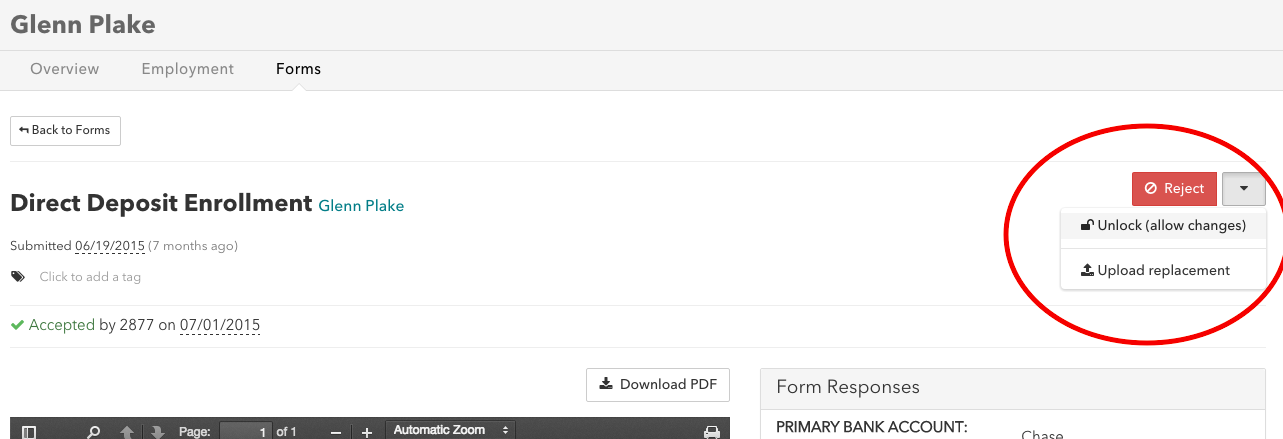 Glenn Plake
Overview Employment Forms
Back to Forms
Reject
Direct Deposit Enrollment Glenn Plake
Unlock (allow changes)
Submitted 06/19/2015 (7 months ago)
Upload replacement
Click to add a tag
Accepted by 2877 on 07/01/2015
Download PDF
Form Responses
Page: 1 of 1 Automatic Zoom
PRIMARY BANK ACCOUNT: Chase